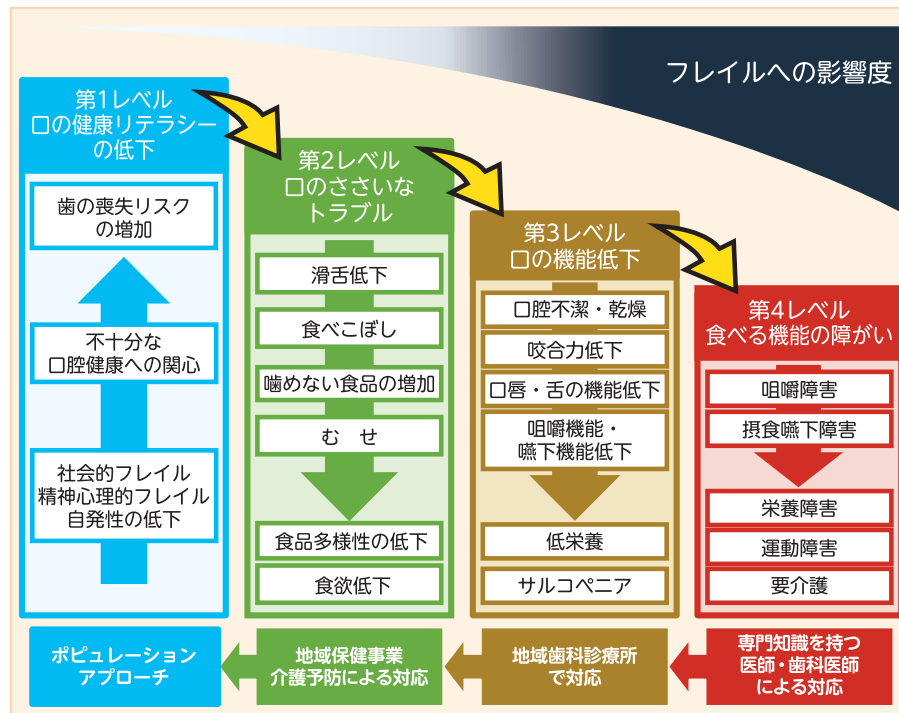 フレイルへの影響度
第1レベル
口の健康リテラシー
の低下
歯の喪失リスク
の増加
不十分な
口腔健康への関心
社会的フレイル
精神心理的フレイル
自発性の低下
ポピュレーション
アプローチ
第2レベル
口のささいな
トラブル
滑舌低下
食べこぼし
噛めない食品の増加
む　せ
食品多様性の低下
食欲低下
地域保健事業
介護予防による対応
第3レベル
口の機能低下
口腔不潔・乾燥
咬合力低下
口唇・舌の機能低下
咀嚼機能・
嚥下機能低下
低栄養
サルコペニア
地域歯科診療所
で対応
第4レベル
食べる機能の障がい
咀嚼障害
摂食嚥下障害
栄養障害
運動障害
要介護
専門知識を持つ
医師・歯科医師
による対応